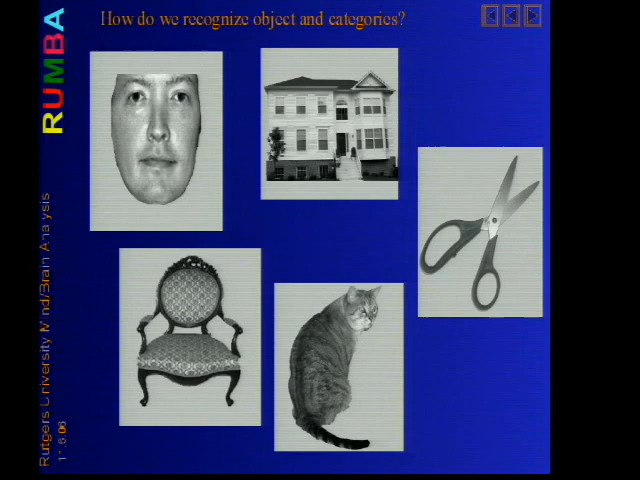 How do we recognize object and categories?
RUMBA
Rutgers University Mind/Brain Analysis